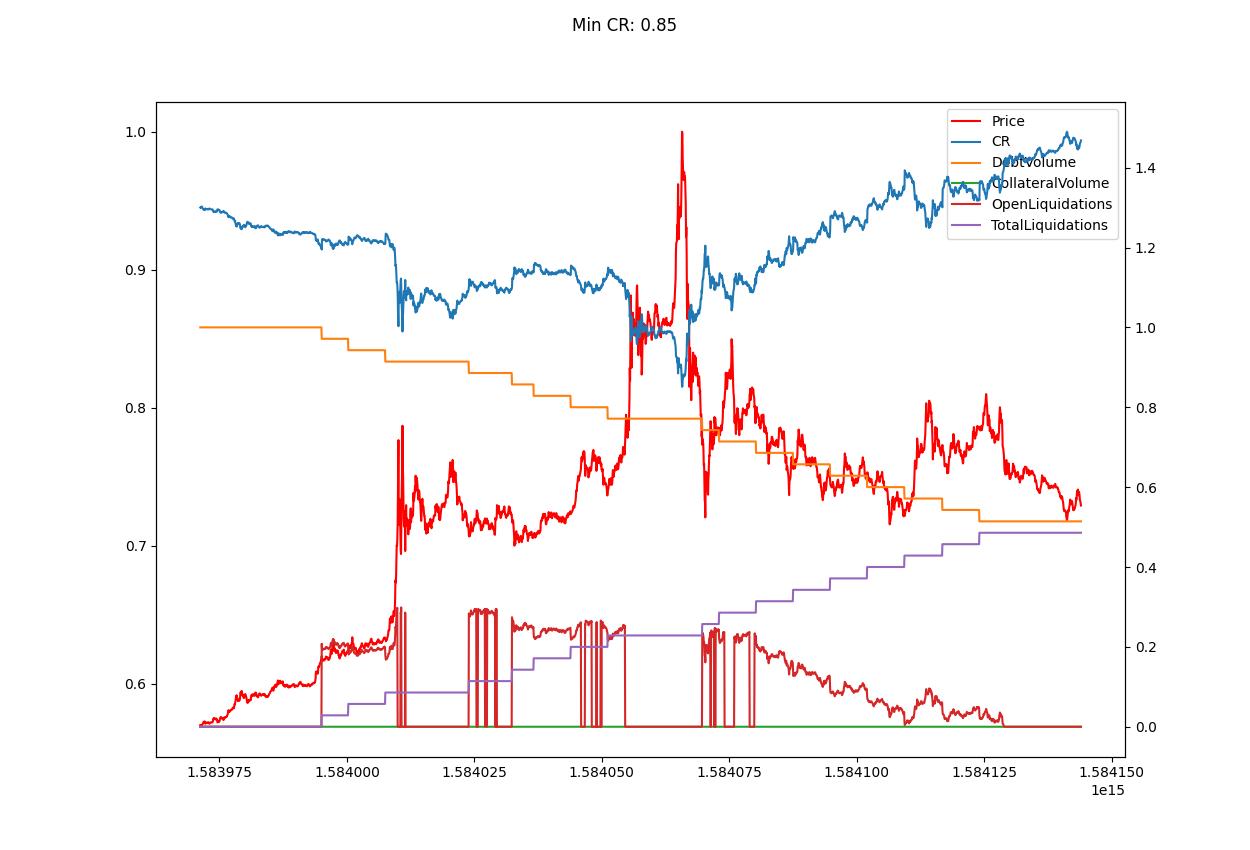 Min CR: 0.85
1.0
0.9
0.8
0.7
0.6
1.4
1.2
1.0
0.8
0.6
0.4
0.2
0.0
Price
CR
DebtVolume
CollateralVolume
OpenLiquidations
TotalLiquidations
1.583975 1.584000 1.584025 1.584050 1.584075 1.584100 1.584125 1.584150
1e15